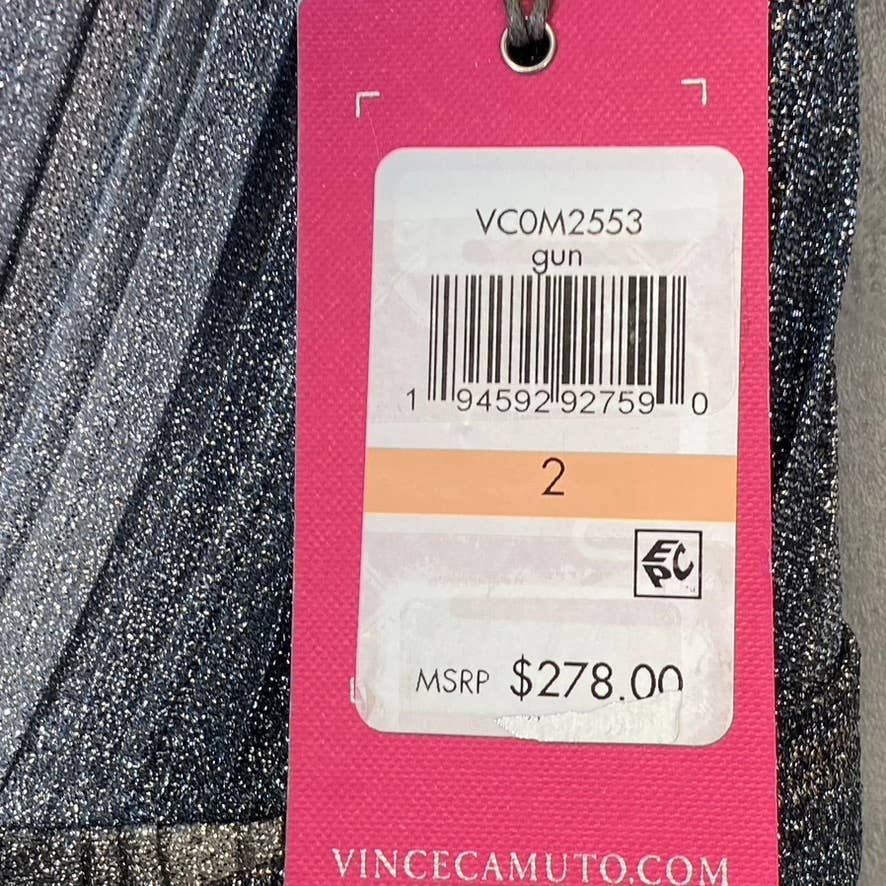 VC0M2553
gun
1 94592 92759 0
2
EPC
MSRP $278.00
VINCECAMUTO.COM